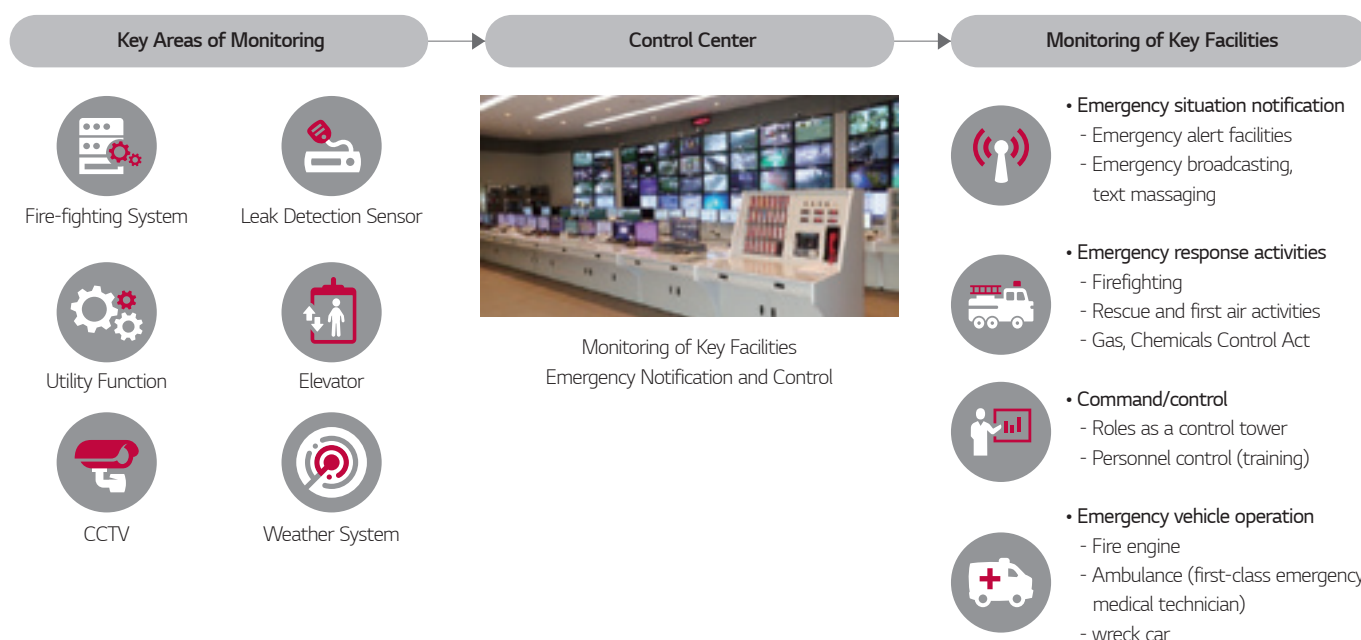 Key Areas of Monitoring
Control Center
Monitoring of Key Facilities
Fire-fighting System
Leak Detection Sensor
Utility Function
Elevator
CCTV
Weather System
Monitoring of Key Facilities
Emergency Notification and Control
• Emergency situation notification
- Emergency alert facilities
- Emergency broadcasting,
text massaging
• Emergency response activities
- Firefighting
- Rescue and first air activities
- Gas, Chemicals Control Act
• Command/control
- Roles as a control tower
- Personnel control (training)
• Emergency vehicle operation
- Fire engine
- Ambulance (first-class emergency
medical technician)
- wreck car